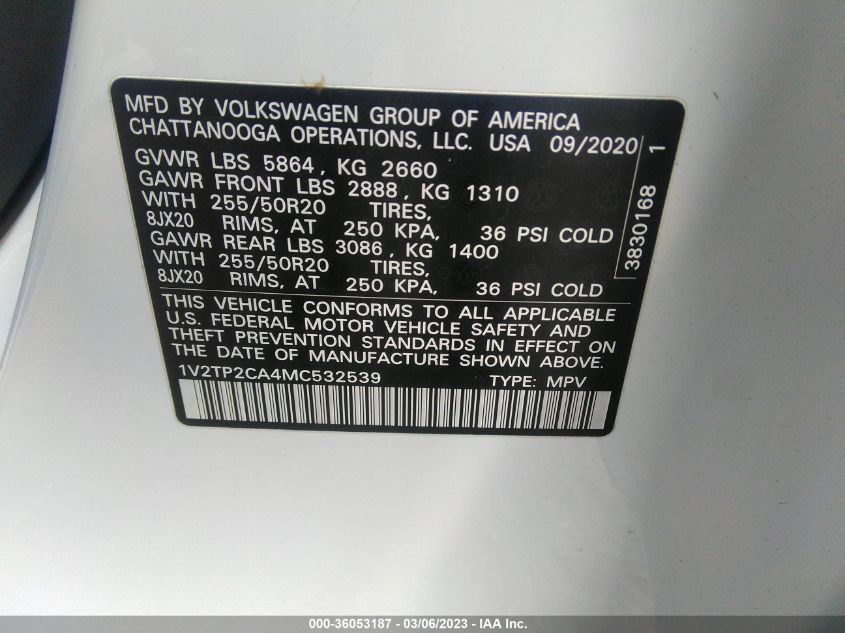 MFD BY VOLKSWAGEN GROUP OF AMERICA
CHATTANOOGA OPERATIONS, LLC. USA 09/2020
GVWR LBS 5864, KG 2660
GAWR FRONT LBS 2888, KG 1310
WITH 255/50R20 TIRES,
8JX20 RIMS, AT 250 KPA, 36 PSI COLD
GAWR REAR LBS 3086, KG 1400
WITH 255/50R20 TIRES,
8JX20 RIMS, AT 250 KPA, 36 PSI COLD
THIS VEHICLE CONFORMS TO ALL APPLICABLE
U.S. FEDERAL MOTOR VEHICLE SAFETY AND
THEFT PREVENTION STANDARDS IN EFFECT ON
THE DATE OF MANUFACTURE SHOWN ABOVE.
1V2TP2CA4MC532539 TYPE: MPV
3830168 1
000-36053187 - 03/06/2023 - IAA Inc.